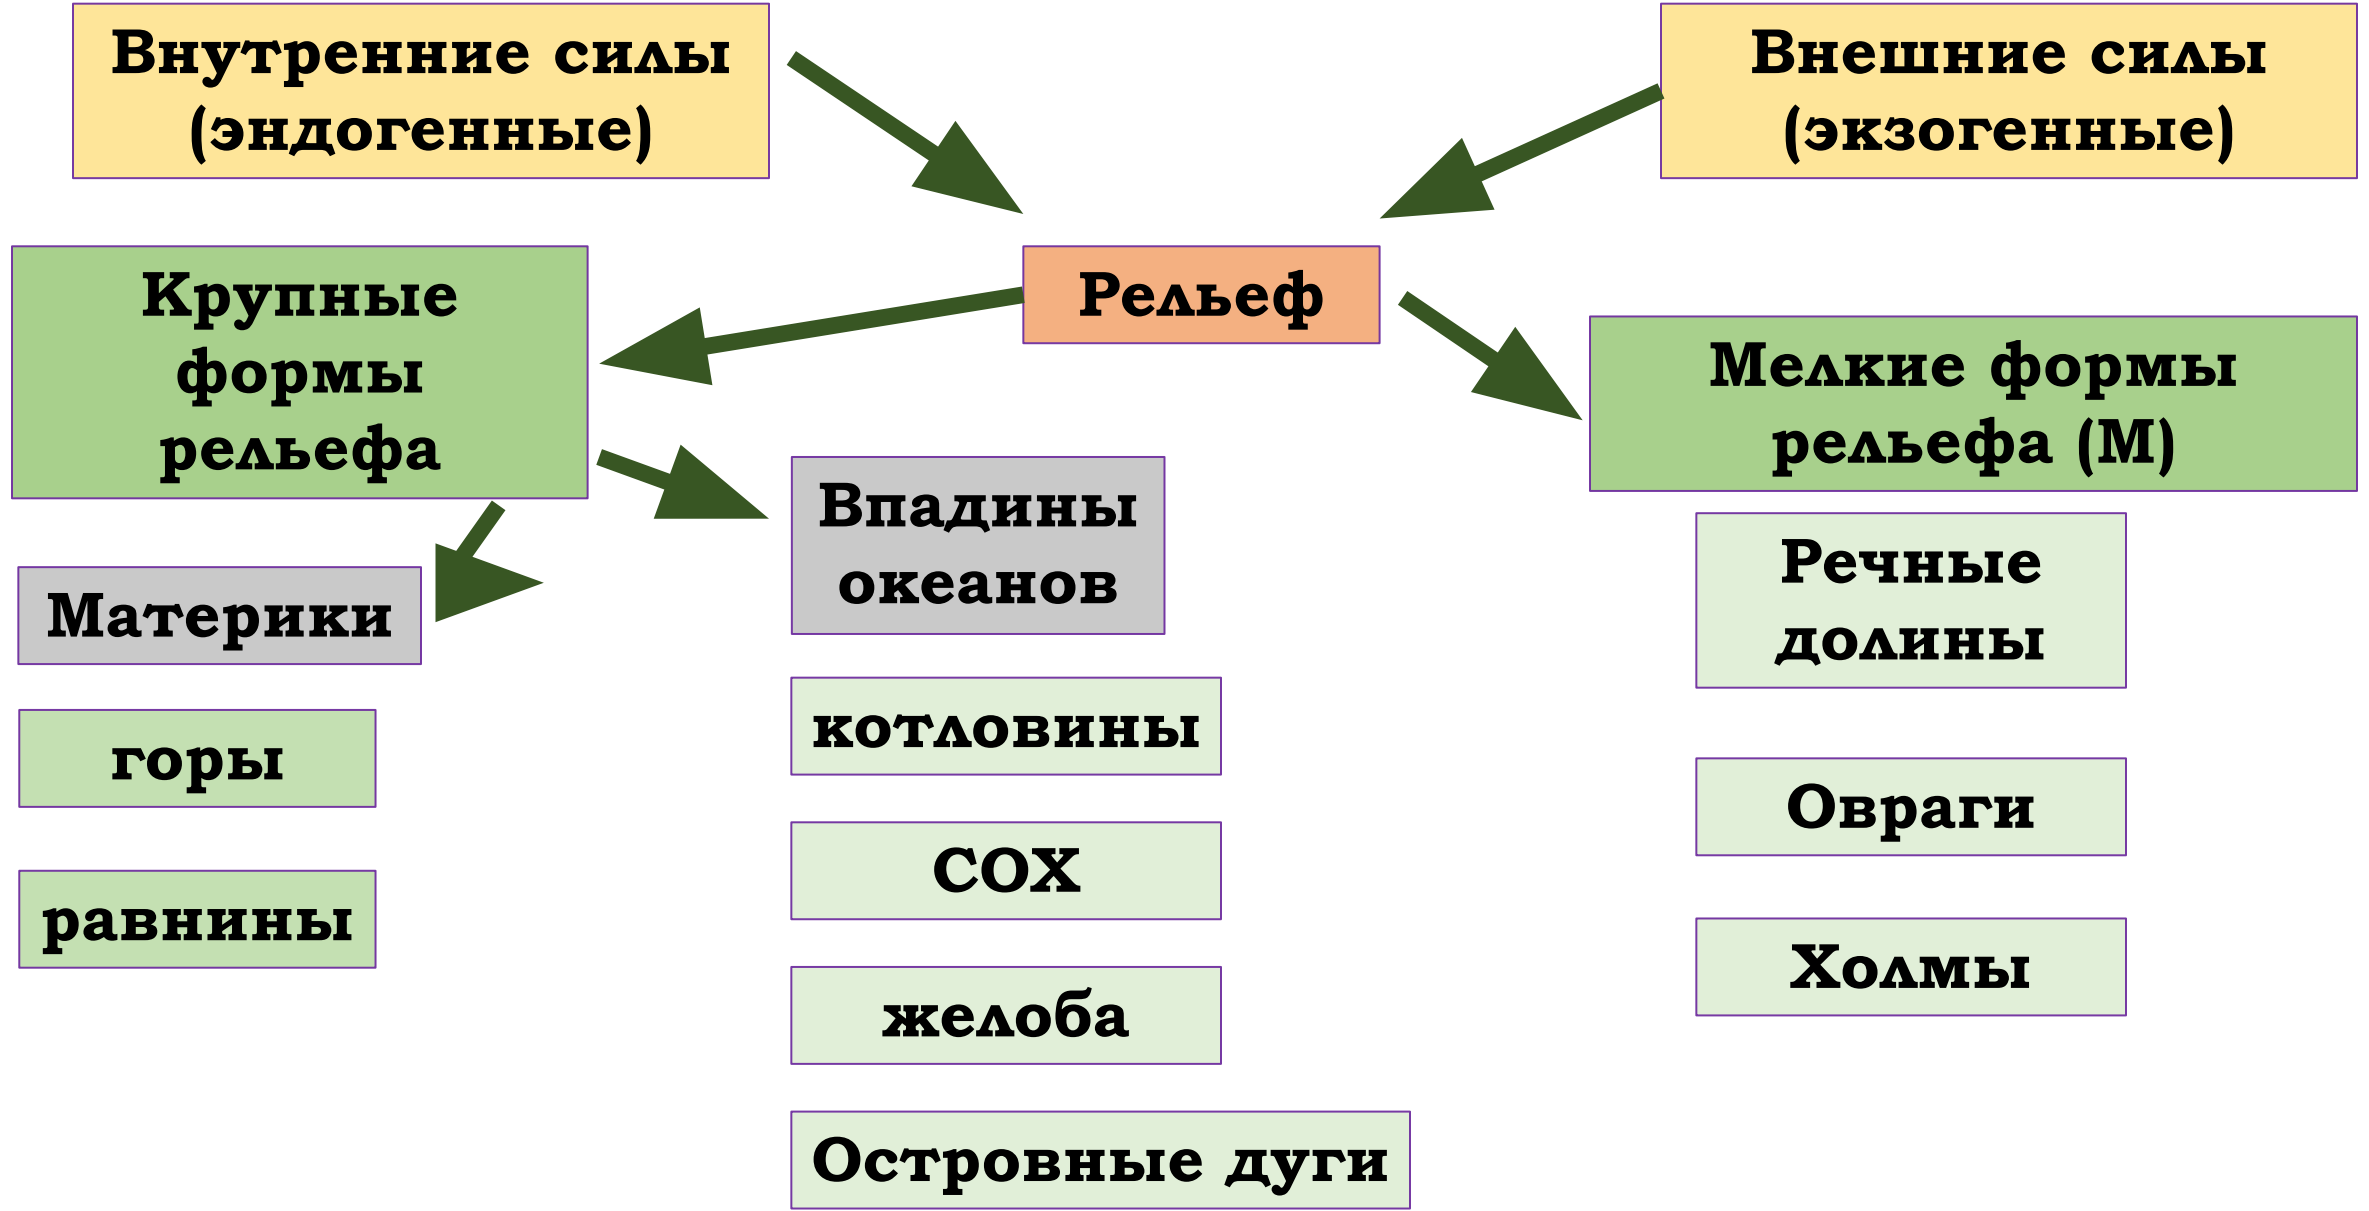 Внутренние силы
(эндогенные)
Внешние силы
(экзогенные)
Рельеф
Крупные
формы
рельефа
Мелкие формы
рельефа (М)
Материки
горы
равнины
Впадины
океанов
котловины
СОХ
желоба
Островные дуги
Речные
долины
Овраги
Холмы